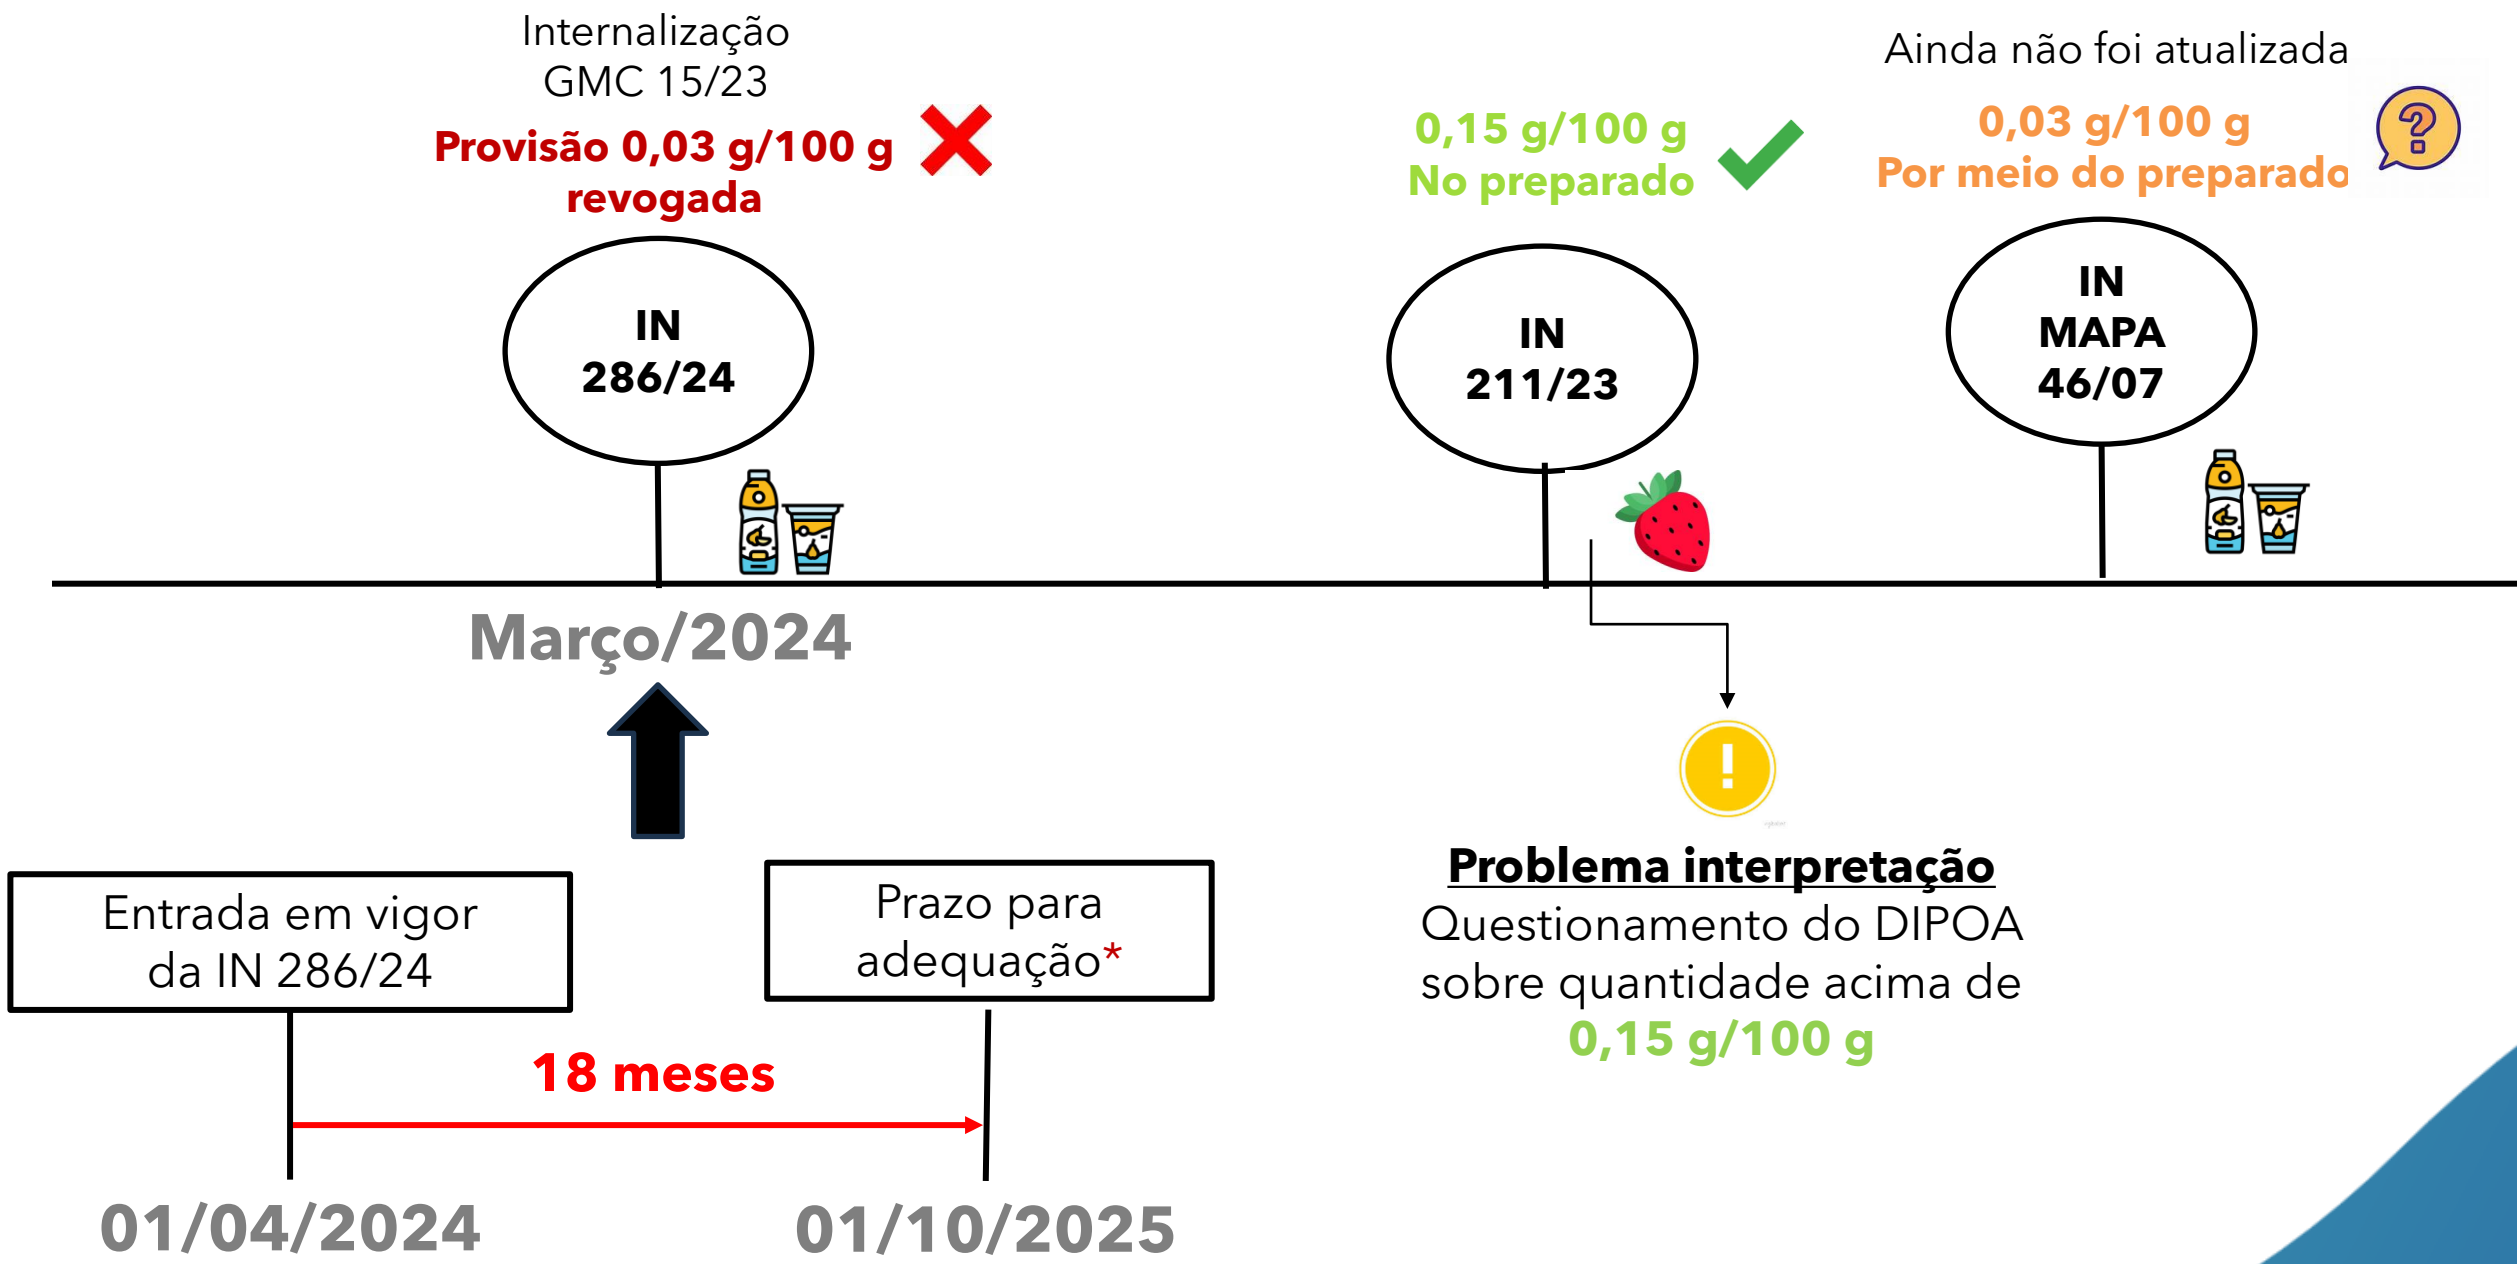 Internalização
GMC 15/23
Provisão 0,03 g/100 g
revogada
IN
286/24
Março/2024
0,15 g/100 g
No preparado
IN
211/23
Ainda não foi atualizada
0,03 g/100 g
Por meio do preparado
?
IN
MAPA
46/07
!
Problema interpretação
Questionamento do DIPOA
sobre quantidade acima de
0,15 g/100 g
Entrada em vigor
da IN 286/24
Prazo para
adequação*
18 meses
01/04/2024
01/10/2025